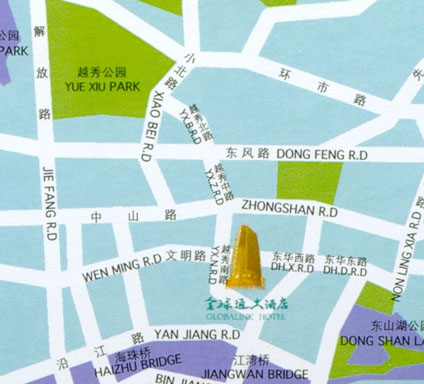 公园
PARK
解放路
JIE FANG R.D
越秀公园
YUE XIU PARK
小北路
XIAO BEI R.D
环市路
越秀北路
YX.B.R.D
东风路 DONG FENG R.D
越秀中路
YX.Z.R.D
中山路 ZHONGSHAN R.D
文明路
WEN MING R.D
越秀南路
YX.N.R.D
东华西路
DH.X.R.D
东华东路
DH.D.R.D
NON LING XIA R.D
全球通大酒店
GLOBALINK HOTEL
东山湖公
DONG SHAN LA
沿江路 YAN JIANG R.D
海珠桥
HAIZHU BRIDGE
江湾桥
JIANGWAN BRIDGE
BIN JIANG